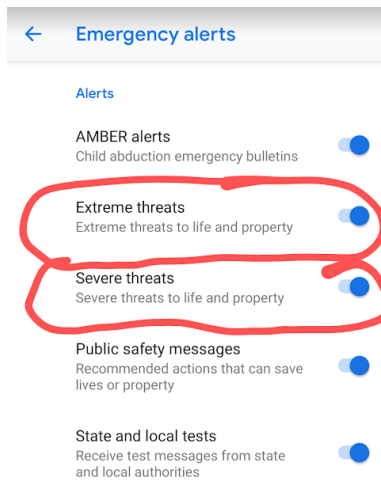 Emergency alerts
Alerts
AMBER alerts
Child abduction emergency bulletins
Extreme threats
Extreme threats to life and property
Severe threats
Severe threats to life and property
Public safety messages
Recommended actions that can save
lives or property
State and local tests
Receive test messages from state
and local authorities